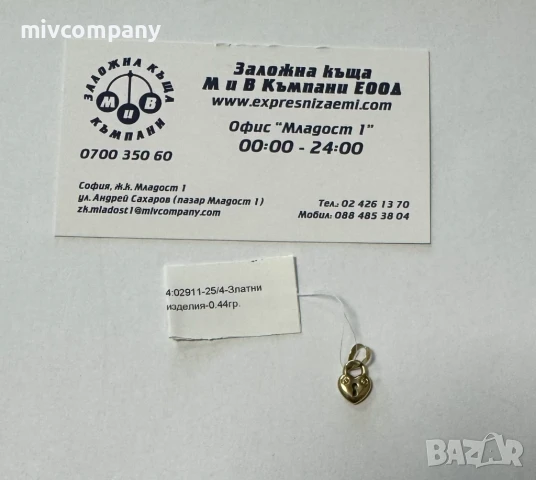 mivcompany
ЗАЛОЖНА КЪЩА
М и В
КЪМПАНИ
0700 350 60
Заложна къща
М и В Къмпани ЕООД
www.expresnizaemi.com
Офис "Младост 1"
00:00 - 24:00
София, ж.к. Младост 1
ул. Андрей Сахаров (пазар Младост 1)
zk.mladost1@mivcompany.com
Тел.: 02 426 13 70
Мобил: 088 485 38 04
4:02911-25/4-Златни
изделия-0.44гр.
BAZAR